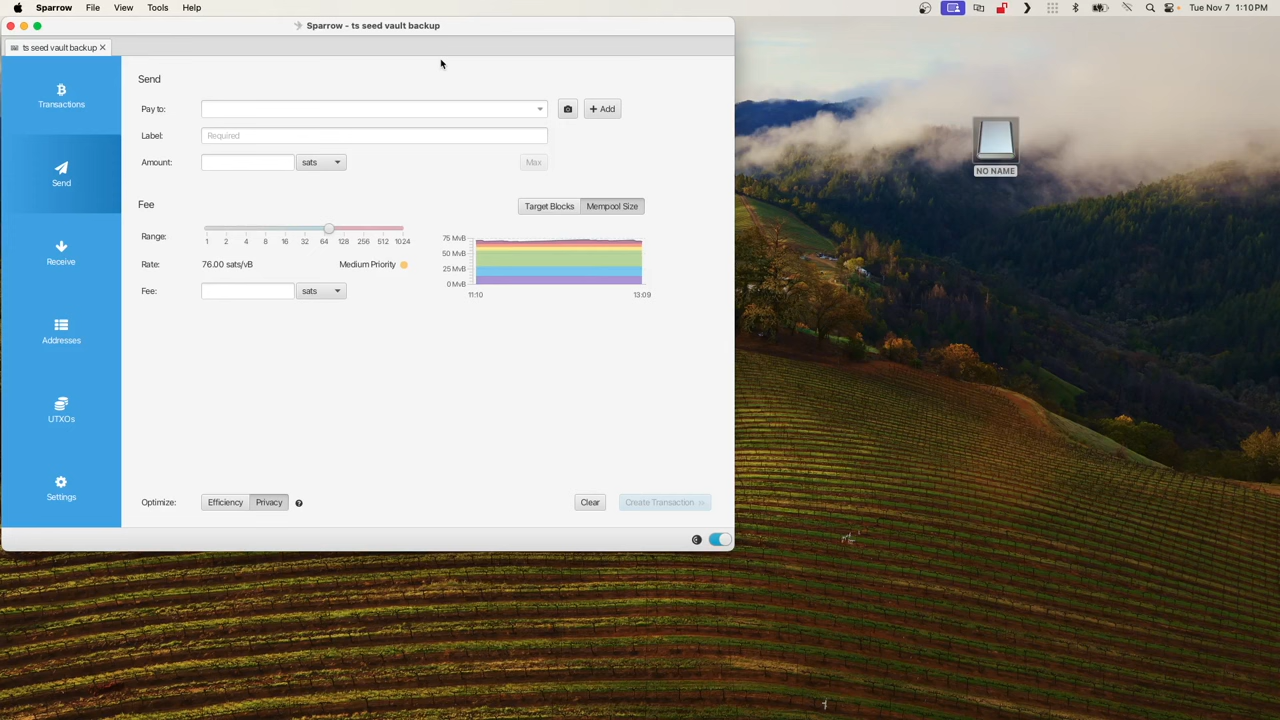 Sparrow File View Tools Help Tue Nov 7 1:10PM
Sparrow - ts seed vault backup
ts seed vault backup
Transactions
Send
Receive
Addresses
UTXOs
Settings
Send
Pay to:
Add
Label: Required
Amount: sats Max
Fee
Target Blocks Mempool Size
Range:
1 2 4 8 16 32 64 128 256 512 1024
Rate: 76.00 sats/vB Medium Priority
Fee: sats
75 MvB
50 MvB
25 MvB
0 MvB
11:10 13:09
Optimize: Efficiency Privacy Clear Create Transaction »
NO NAME